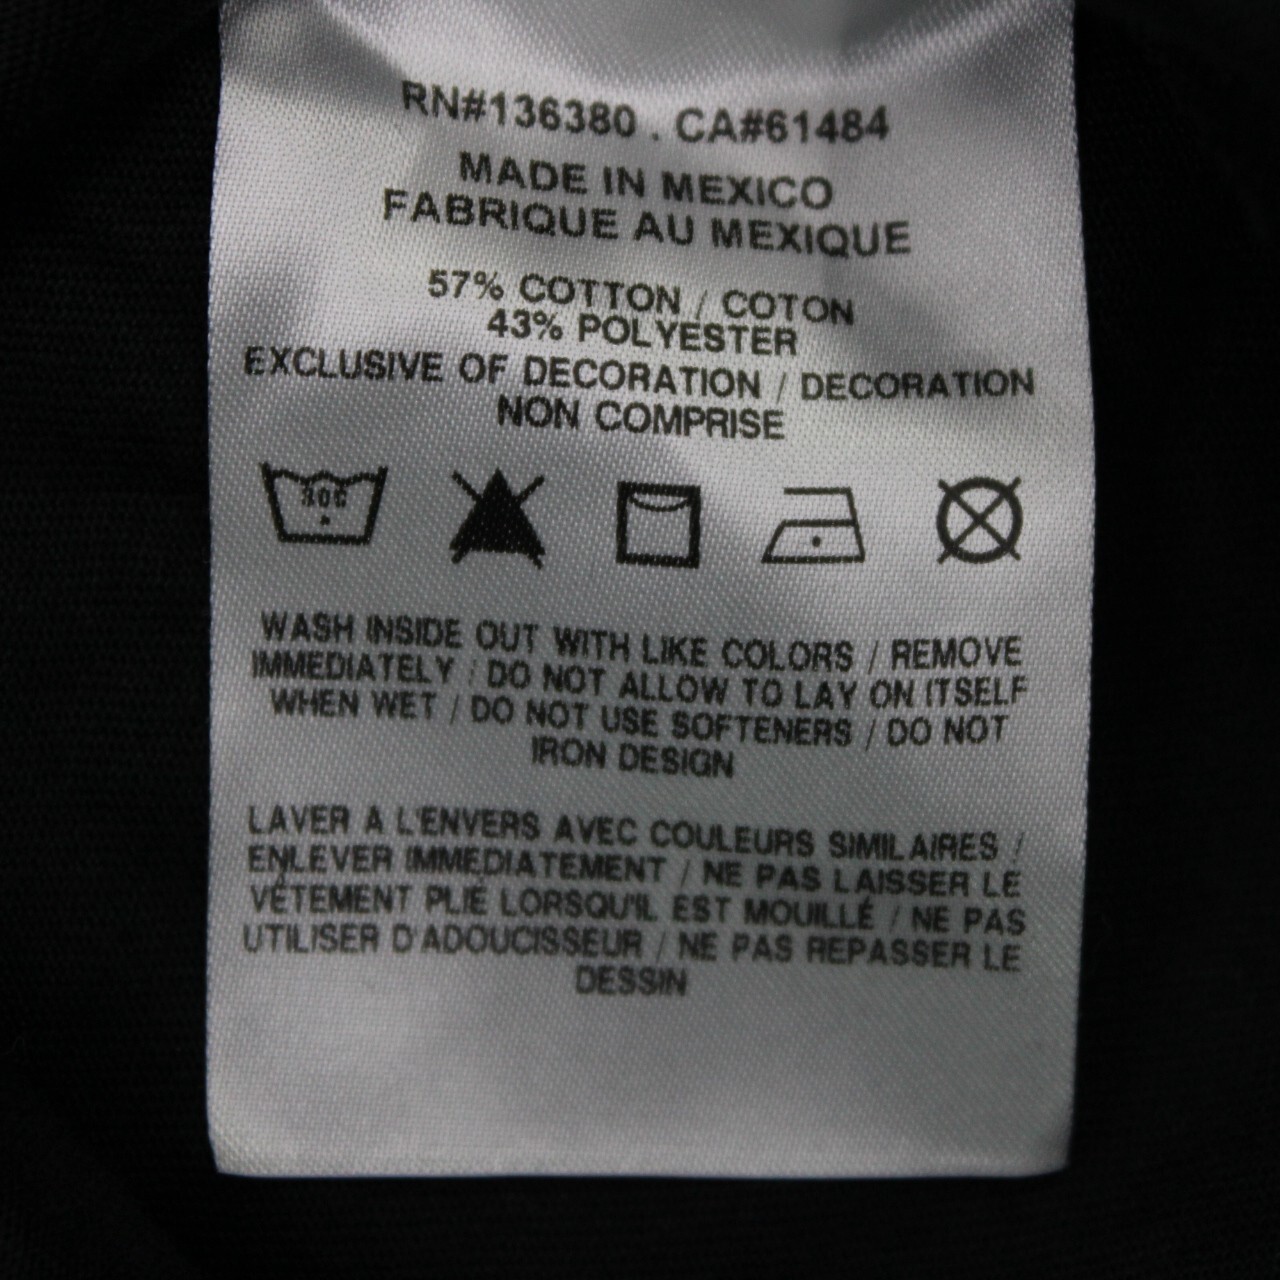 RN#136380 . CA#61484
MADE IN MEXICO
FABRIQUE AU MEXIQUE
57% COTTON / COTON
43% POLYESTER
EXCLUSIVE OF DECORATION / DECORATION
NON COMPRISE
30C
WASH INSIDE OUT WITH LIKE COLORS / REMOVE
IMMEDIATELY / DO NOT ALLOW TO LAY ON ITSELF
WHEN WET / DO NOT USE SOFTENERS / DO NOT
IRON DESIGN
LAVER A L'ENVERS AVEC COULEURS SIMILAIRES /
ENLEVER IMMEDIATEMENT / NE PAS LAISSER LE
VÉTEMENT PLIE LORSQU'IL EST MOUILLÉ / NE PAS
UTILISER D'ADOUCISSEUR / NE PAS REPASSER LE
DESSIN